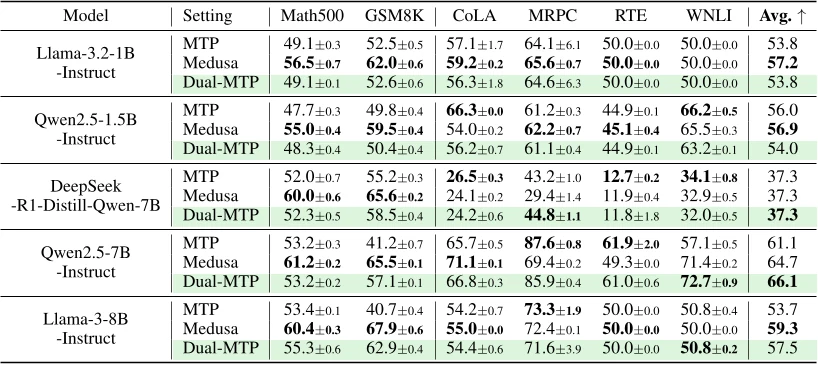 Model Setting Math500 GSM8K CoLA MRPC RTE WNLI Avg. ↑
Llama-3.2-1B
-Instruct
MTP 49.1±0.3 52.5±0.5 57.1±1.7 64.1±6.1 50.0±0.0 50.0±0.0 53.8
Medusa 56.5±0.7 62.0±0.6 59.2±0.2 65.6±0.7 50.0±0.0 50.0±0.0 57.2
Dual-MTP 49.1±0.1 52.6±0.6 56.3±1.8 64.6±6.3 50.0±0.0 50.0±0.0 53.8
Qwen2.5-1.5B
-Instruct
MTP 47.7±0.3 49.8±0.4 66.3±0.0 61.2±0.3 44.9±0.1 66.2±0.5 56.0
Medusa 55.0±0.4 59.5±0.4 54.0±0.2 62.2±0.7 45.1±0.4 65.5±0.3 56.9
Dual-MTP 48.3±0.4 50.4±0.4 56.2±0.7 61.1±0.4 44.9±0.1 63.2±0.1 54.0
DeepSeek
-R1-Distill-Qwen-7B
MTP 52.0±0.7 55.2±0.3 26.5±0.3 43.2±1.0 12.7±0.2 34.1±0.8 37.3
Medusa 60.0±0.6 65.6±0.2 24.1±0.2 29.4±1.4 11.9±0.4 32.9±0.5 37.3
Dual-MTP 52.3±0.5 58.5±0.4 24.2±0.6 44.8±1.1 11.8±1.8 32.0±0.5 37.3
Qwen2.5-7B
-Instruct
MTP 53.2±0.3 41.2±0.7 65.7±0.5 87.6±0.8 61.9±2.0 57.1±0.5 61.1
Medusa 61.2±0.2 65.5±0.1 71.1±0.1 69.4±0.2 49.3±0.0 71.4±0.2 64.7
Dual-MTP 53.2±0.2 57.1±0.1 66.8±0.3 85.9±0.4 61.0±0.6 72.7±0.9 66.1
Llama-3-8B
-Instruct
MTP 53.4±0.1 40.7±0.4 54.2±0.7 73.3±1.9 50.0±0.0 50.8±0.4 53.7
Medusa 60.4±0.3 67.9±0.6 55.0±0.0 72.4±0.1 50.0±0.0 50.0±0.0 59.3
Dual-MTP 55.3±0.6 62.9±0.4 54.4±0.6 71.6±3.9 50.0±0.0 50.8±0.2 57.5